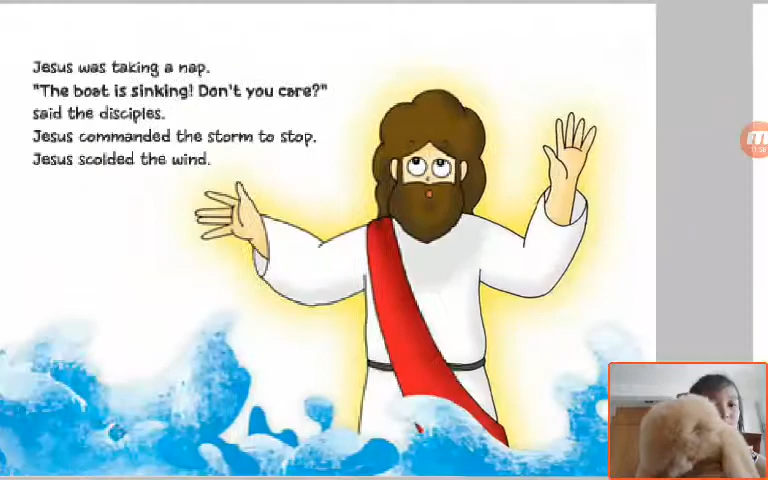 Jesus was taking a nap.
"The boat is sinking! Don't you care?"
said the disciples.
Jesus commanded the storm to stop.
Jesus scolded the wind.